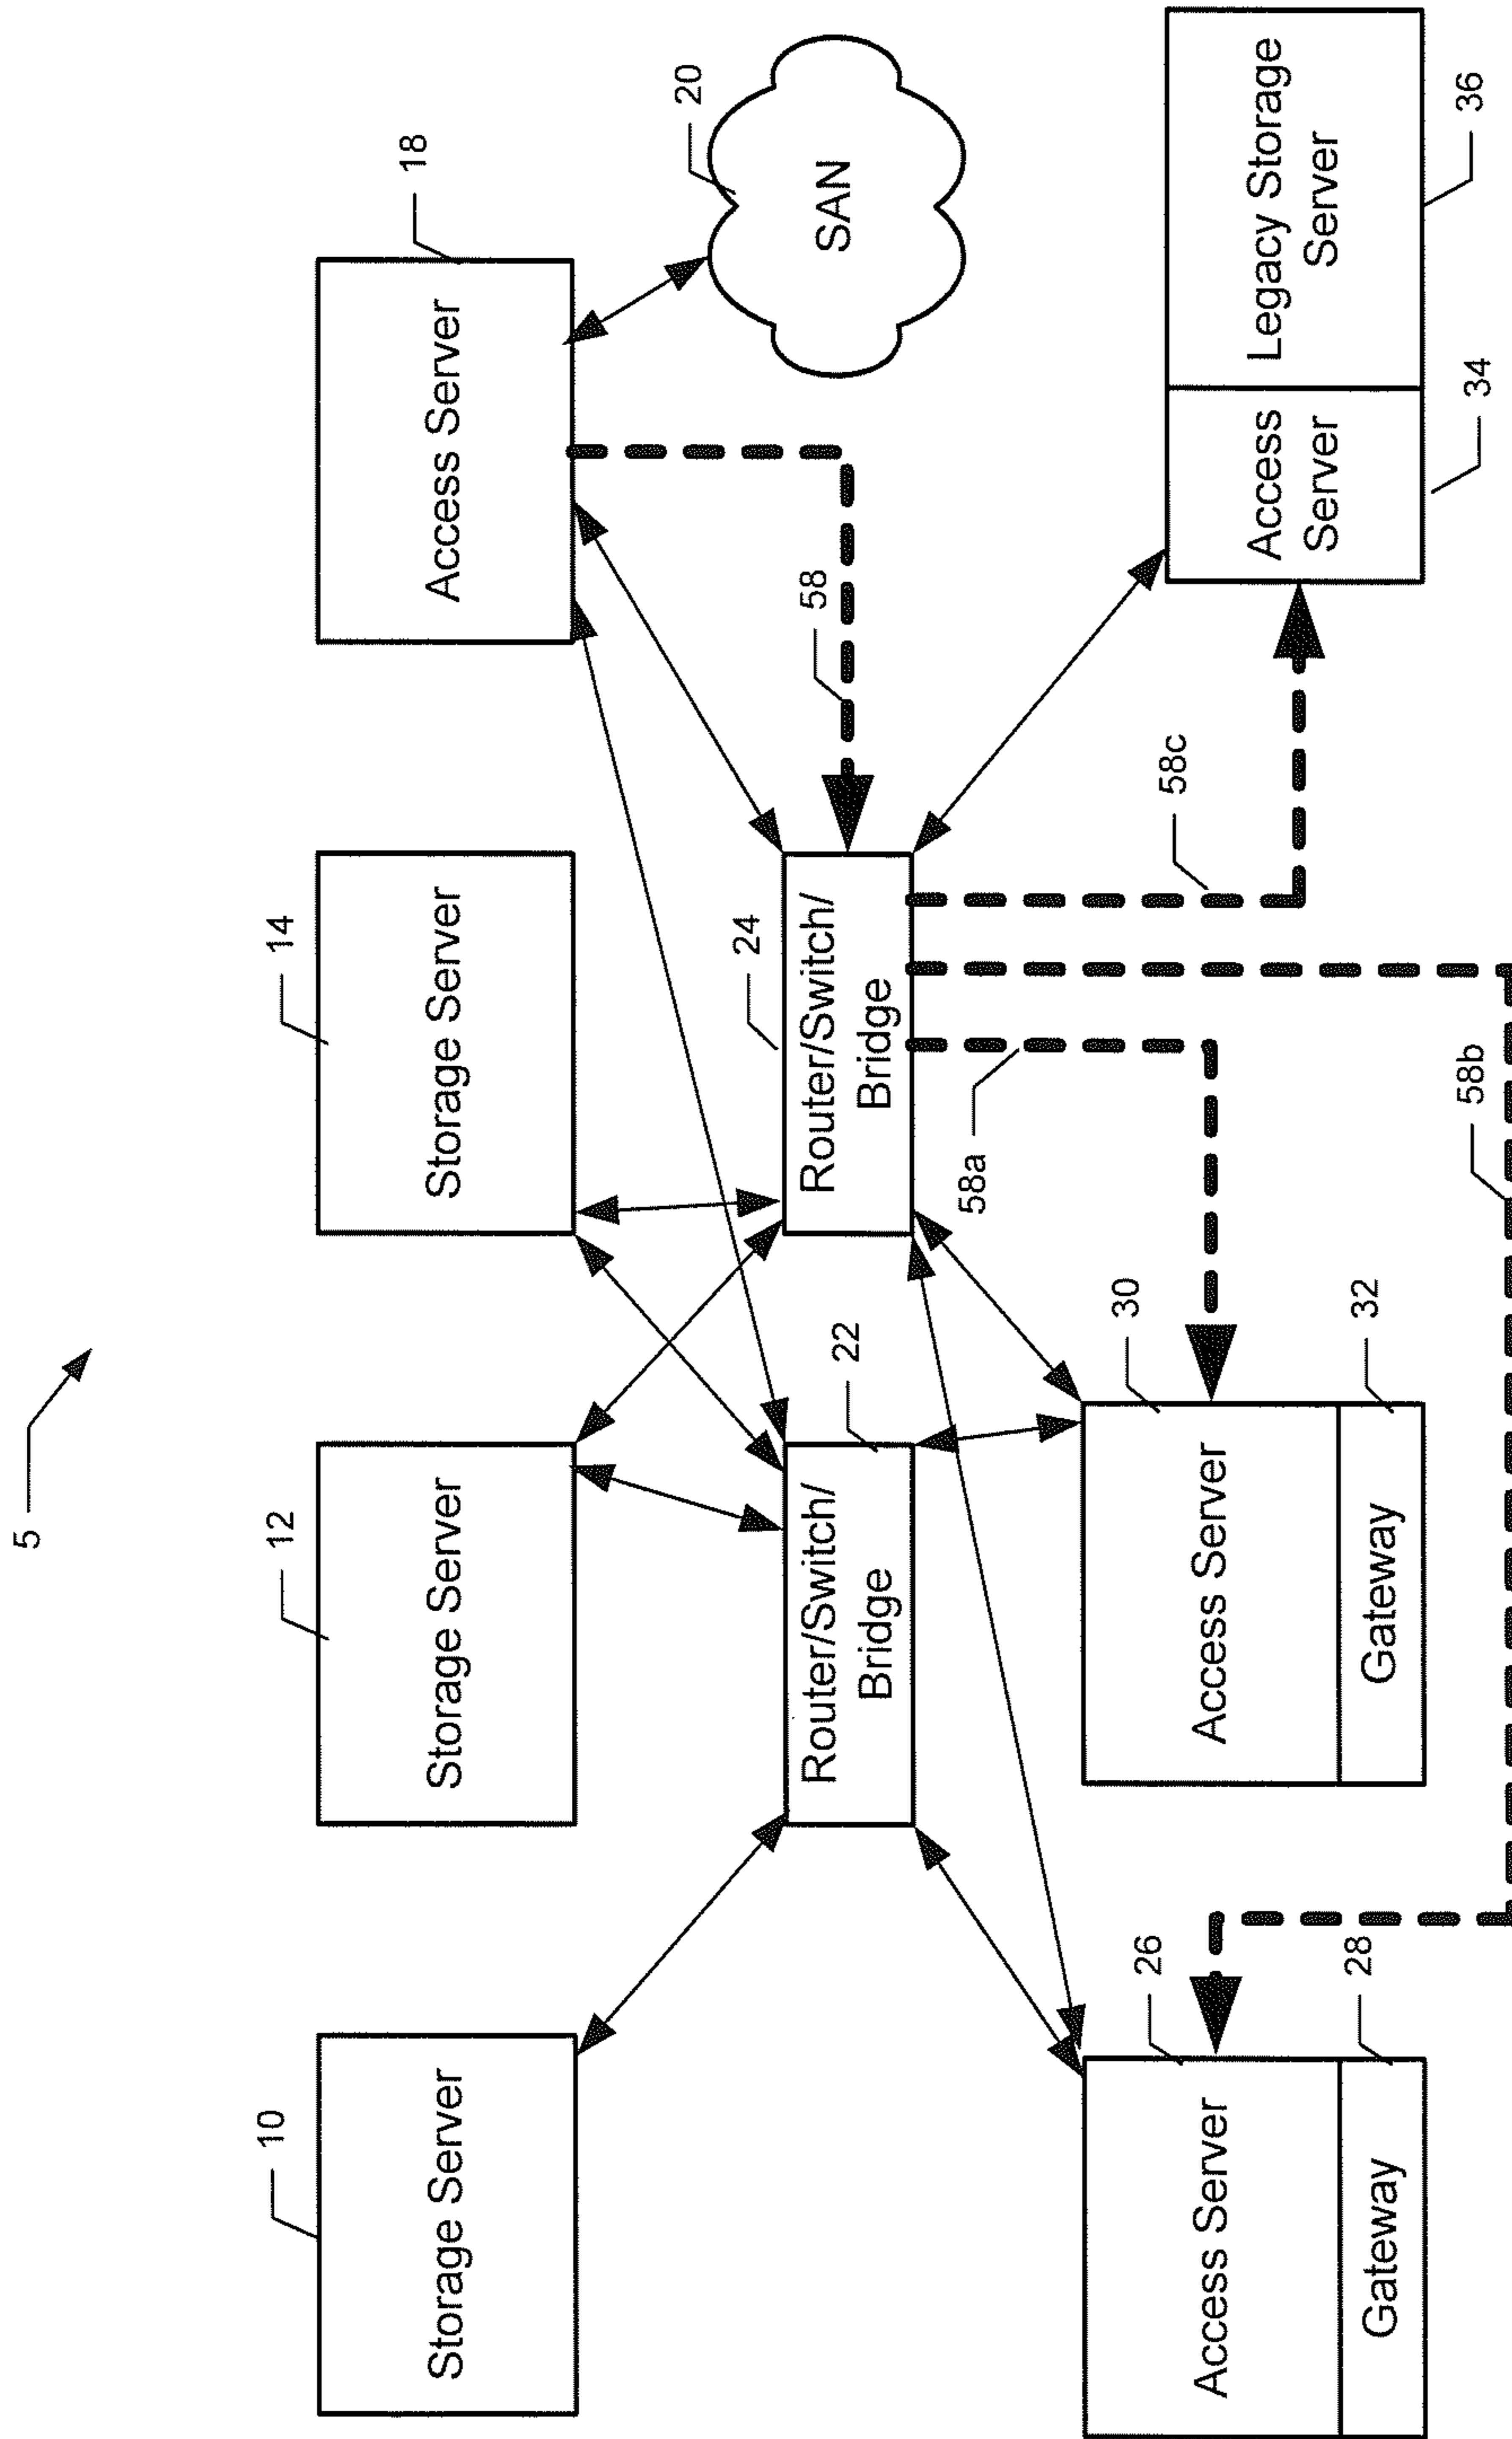 5
10
12
14
18
Storage Server
Storage Server
Storage Server
Access Server
20
SAN
58
24
22
Router/Switch/
Bridge
Router/Switch/
Bridge
58a
58c
26
30
Access Server
Access Server
Access
Server
Legacy Storage
Server
28
32
34
36
Gateway
Gateway
58b